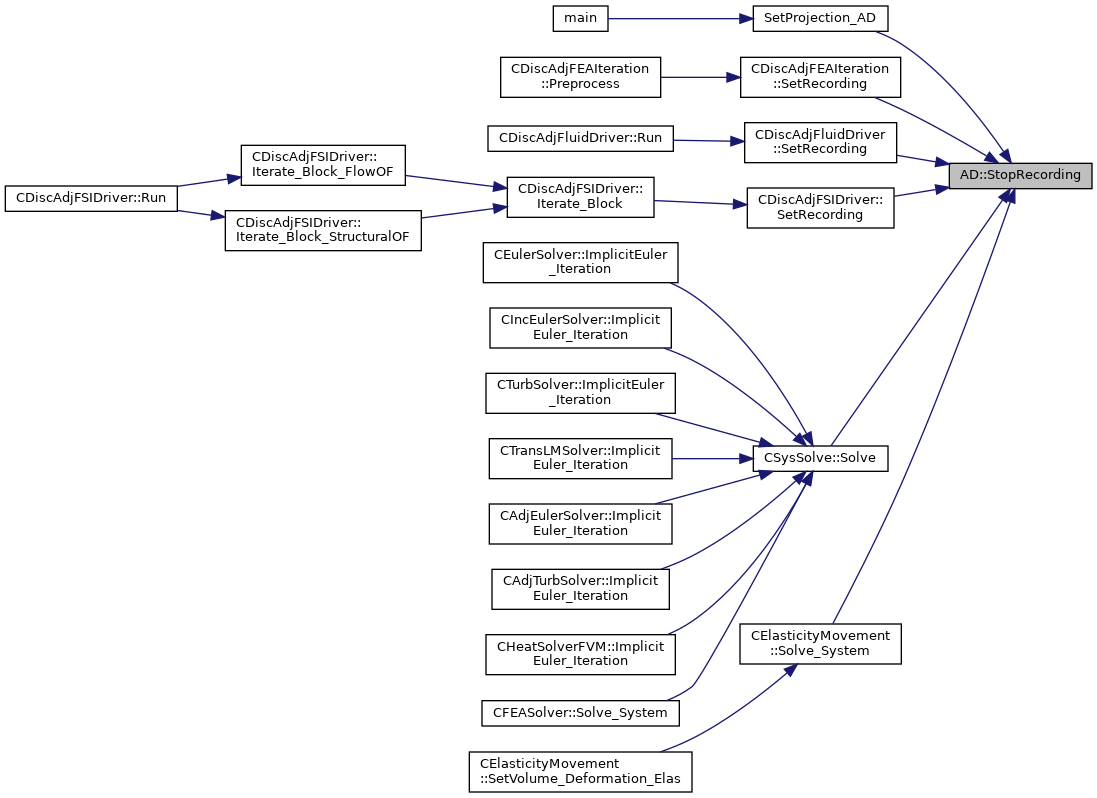 main
SetProjection_AD
CDiscAdjFEAIteration
::Preprocess
CDiscAdjFEAIteration
::SetRecording
CDiscAdjFluidDriver::Run
CDiscAdjFluidDriver
::SetRecording
CDiscAdjFSIDriver::
Iterate_Block_FlowOF
AD::StopRecording
CDiscAdjFSIDriver::Run
CDiscAdjFSIDriver::
Iterate_Block
CDiscAdjFSIDriver::
SetRecording
CDiscAdjFSIDriver::
Iterate_Block_StructuralOF
CEulerSolver::ImplicitEuler
_Iteration
CIncEulerSolver::Implicit
Euler_Iteration
CTurbSolver::ImplicitEuler
_Iteration
CTransLMSolver::Implicit
Euler_Iteration
CSysSolve::Solve
CAdjEulerSolver::Implicit
Euler_Iteration
CAdjTurbSolver::Implicit
Euler_Iteration
CHeatSolverFVM::Implicit
Euler_Iteration
CElasticityMovement
::Solve_System
CFEASolver::Solve_System
CElasticityMovement
::SetVolume_Deformation_Elas